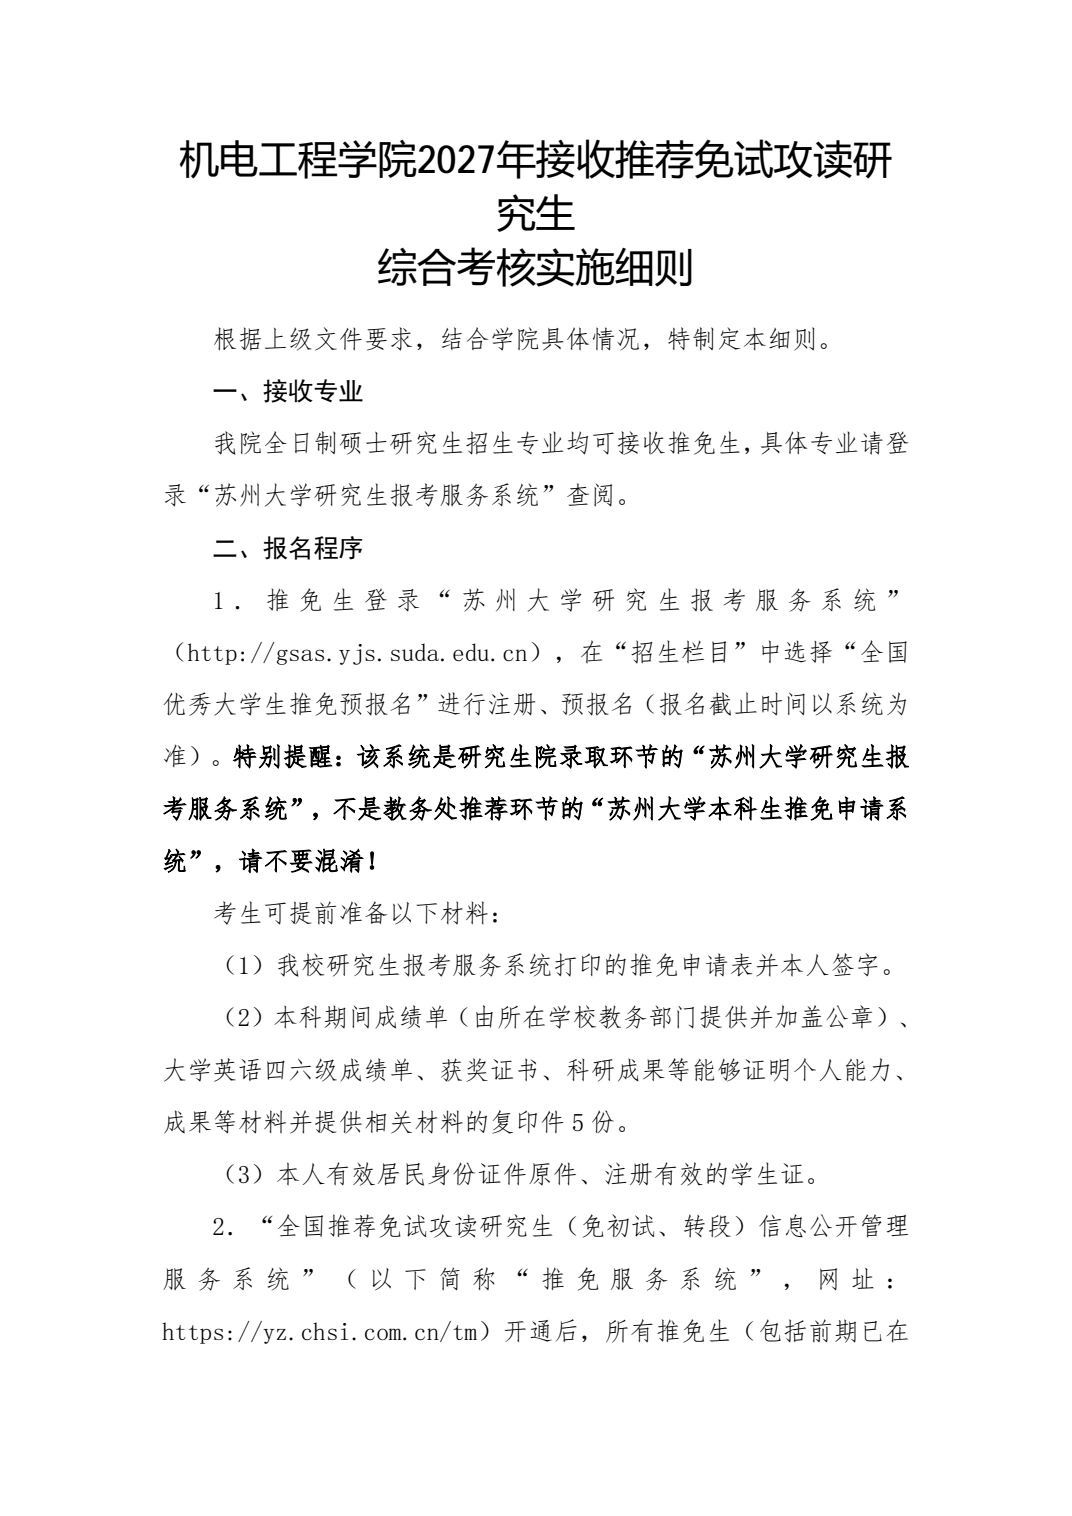 机电工程学院2027年接收推荐免试攻读研
究生
综合考核实施细则
根据上级文件要求，结合学院具体情况，特制定本细则。
一、接收专业
我院全日制硕士研究生招生专业均可接收推免生，具体专业请登
录“苏州大学研究生报考服务系统”查阅。
二、报名程序
1．推免生登录“苏州大学研究生报考服务系统”
（http://gsas.yjs.suda.edu.cn），在“招生栏目”中选择“全国
优秀大学生推免预报名”进行注册、预报名（报名截止时间以系统为
准）。特别提醒：该系统是研究生院录取环节的“苏州大学研究生报
考服务系统”，不是教务处推荐环节的“苏州大学本科生推免申请系
统”，请不要混淆！
考生可提前准备以下材料：
（1）我校研究生报考服务系统打印的推免申请表并本人签字。
（2）本科期间成绩单（由所在学校教务部门提供并加盖公章）、
大学英语四六级成绩单、获奖证书、科研成果等能够证明个人能力、
成果等材料并提供相关材料的复印件 5 份。
（3）本人有效居民身份证件原件、注册有效的学生证。
2．“全国推荐免试攻读研究生（免初试、转段）信息公开管理
服务系统”（以下简称“推免服务系统”，网址：
https://yz.chsi.com.cn/tm）开通后，所有推免生（包括前期已在